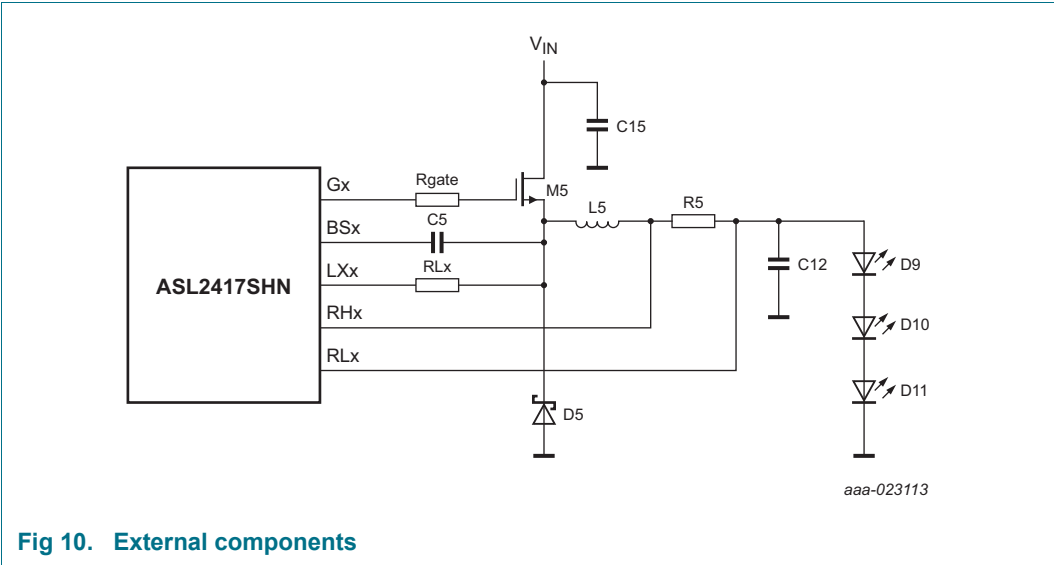 VIN
C15
Gx
Rgate
M5
BSx
C5
L5
R5
LXx
RLx
C12
D9
ASL2417SHN
RHx
D10
RLx
D11
D5
aaa-023113
Fig 10. External components